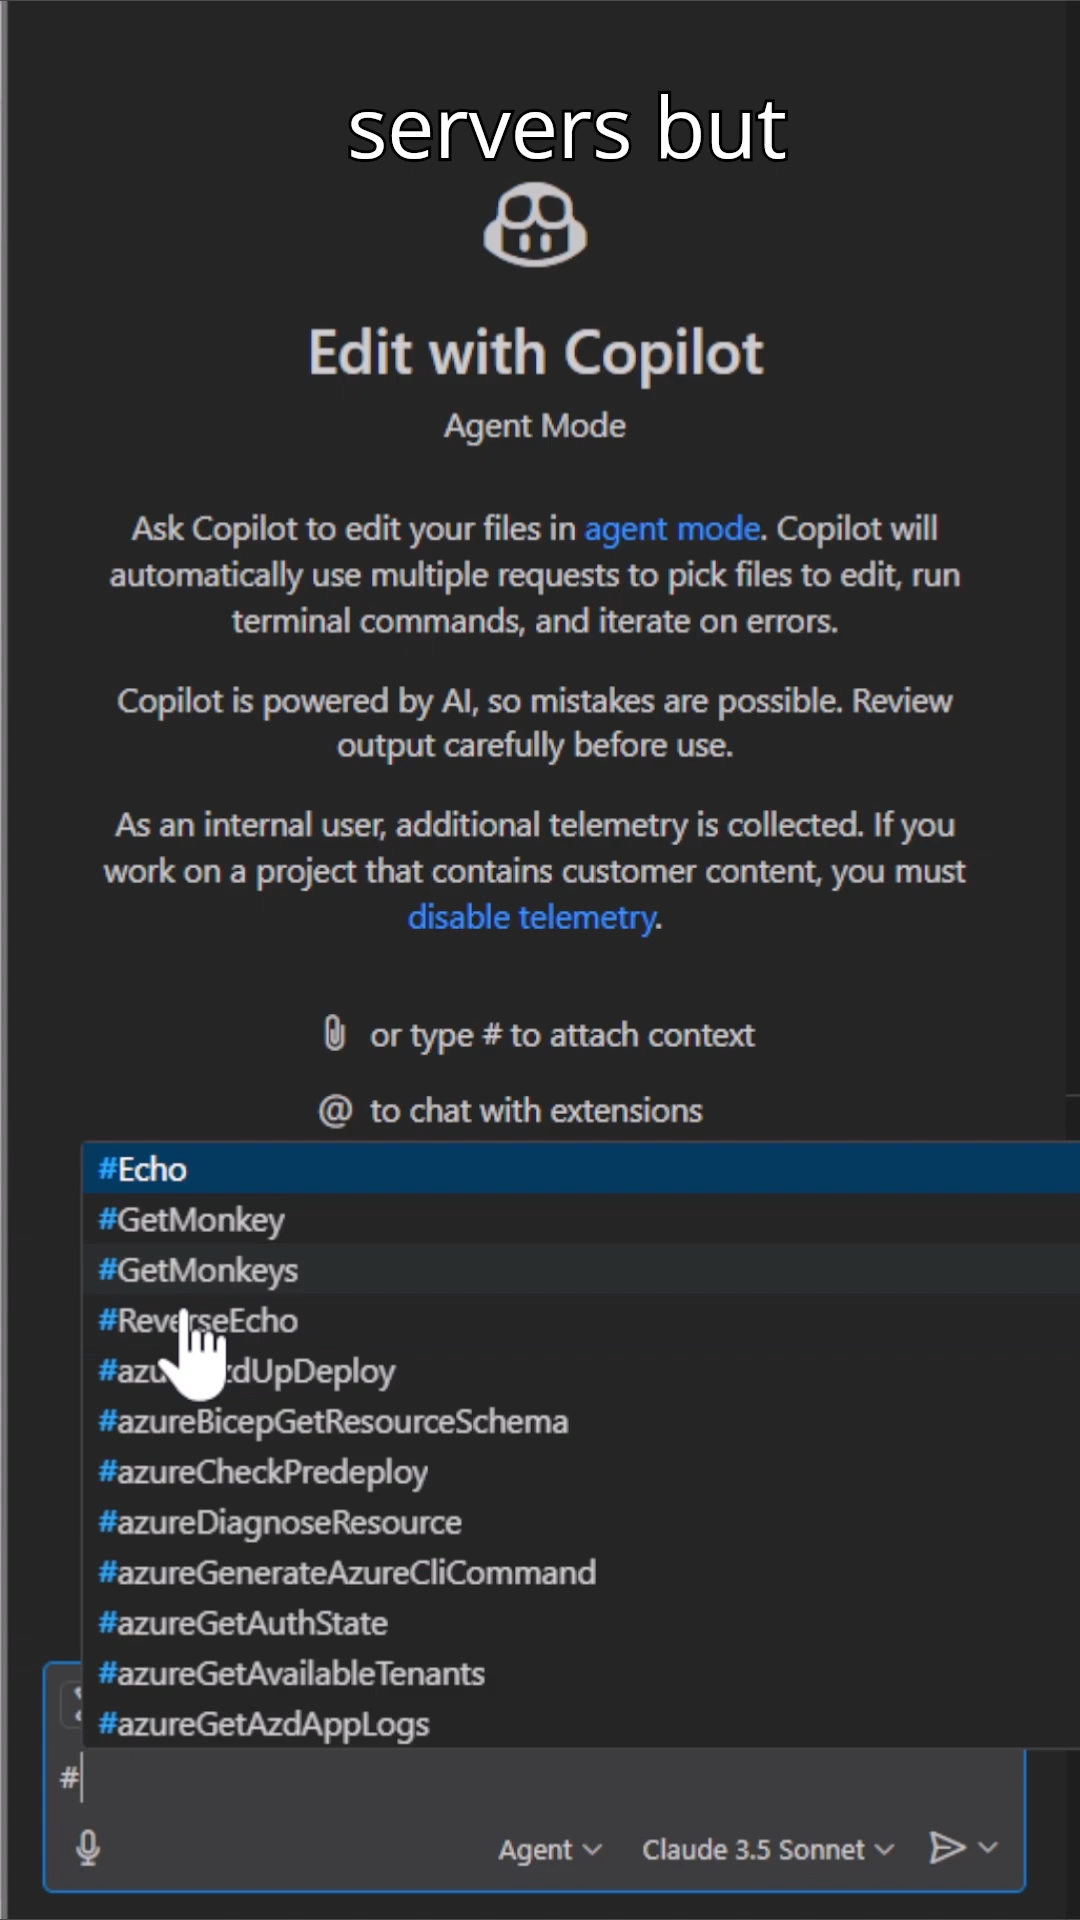 servers but
Edit with Copilot
Agent Mode
Ask Copilot to edit your files in agent mode. Copilot will
automatically use multiple requests to pick files to edit, run
terminal commands, and iterate on errors.
Copilot is powered by AI, so mistakes are possible. Review
output carefully before use.
As an internal user, additional telemetry is collected. If you
work on a project that contains customer content, you must
disable telemetry.
or type # to attach context
@ to chat with extensions
#Echo
#GetMonkey
#GetMonkeys
#ReverseEcho
#azureBicepGetResourceSchema
#azureCheckPredeploy
#azureDiagnoseResource
#azureGenerateAzureCliCommand
#azureGetAuthState
#azureGetAvailableTenants
#azureGetAzdAppLogs
#
Agent Claude 3.5 Sonnet